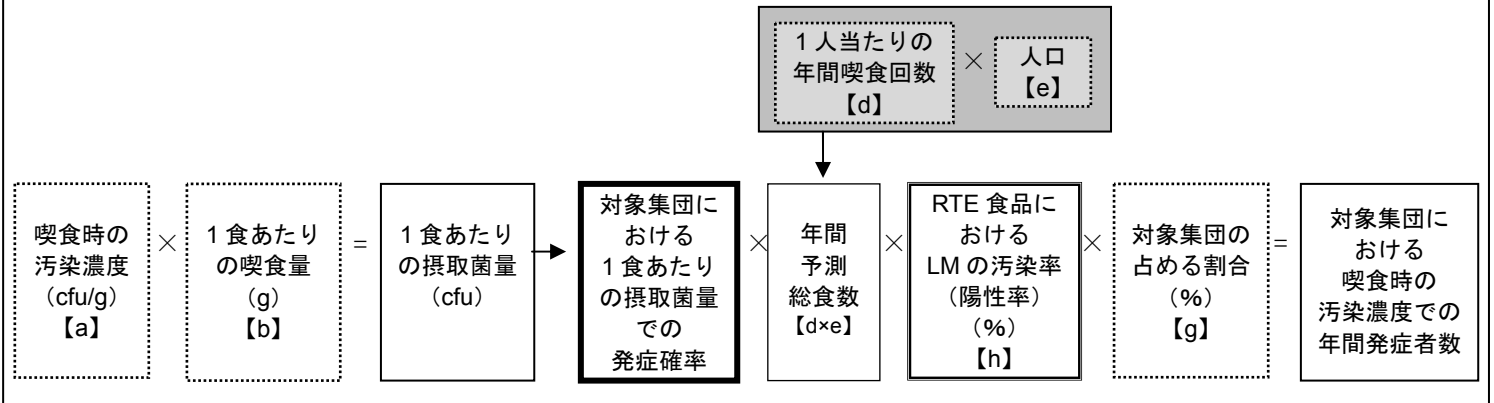 1 人当たりの
年間喫食回数
【d】
×
人口
【e】
喫食時の
汚染濃度
（cfu/g）
【a】
×
1 食あたり
の喫食量
（g）
【b】
=
1 食あたり
の摂取菌量
（cfu）
対象集団に
おける
1 食あたり
の摂取菌量
での
発症確率
×
年間
予測
総食数
【d×e】
×
RTE 食品に
おける
LM の汚染率
（陽性率）
（%）
【h】
×
対象集団の
占める割合
（%）
【g】
=
対象集団に
おける
喫食時の
汚染濃度での
年間発症者数